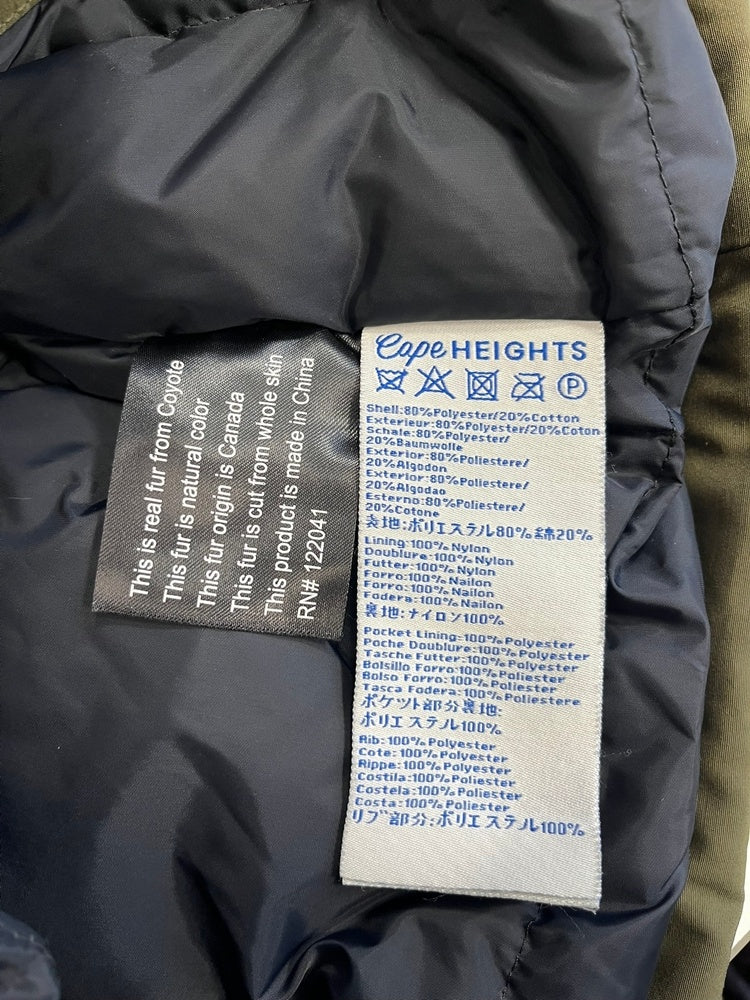 This is real fur from Coyote
This fur is natural color
Fur origin is Canada
This fur is cut from whole skin
This product is made in China
RN# 122041
Cape HEIGHTS
P
Shell:80%Polyester/20%Cotton
Exterieur:80%Polyester/20%Coton
Schale:80%Polyester/
20%Baumwolle
Exterior:80%Poliestere/
20%Algodon
Exterior:80%Poliestere/
20%Algodao
Esterno:80%Poliestere/
20%Cotone
表地:ポリエステル80%綿20%
Lining:100%Nylon
Doublure:100%Nylon
Futter:100%Nylon
Forro:100%Nailon
Forro:100%Nailon
Fodera:100%Nailon
裏地:ナイロン100%
Pocket Lining:100%Polyester
Poche Doublure:100%Polyester
Tasche Futter:100%Polyester
Bolsillo Forro:100%Polyester
Bolso Forro:100%Polyester
Tasca Fodera:100%Poliestere
ポケツト部分裏地:
ポリエステル100%
Rib:100%Polyester
Cote:100%Polyester
Rippe:100%Polyester
Costila:100%Poliester
Costela:100%Poliester
Costa:100%Poliester
リブ部分:ポリエステル100%